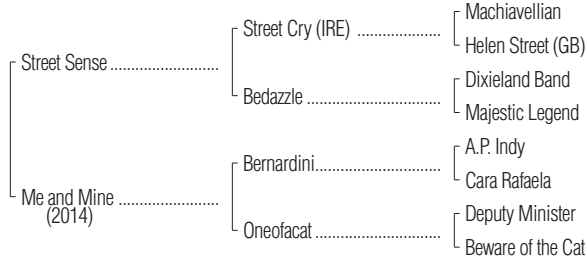 Machiavellian
Street Cry (IRE) ..................
Helen Street (GB)
Street Sense ........................
Dixieland Band
Bedazzle .............................
Majestic Legend
A.P. Indy
Bernardini...........................
Cara Rafaela
Me and Mine ......................
(2014)
Deputy Minister
Oneofacat ...........................
Beware of the Cat